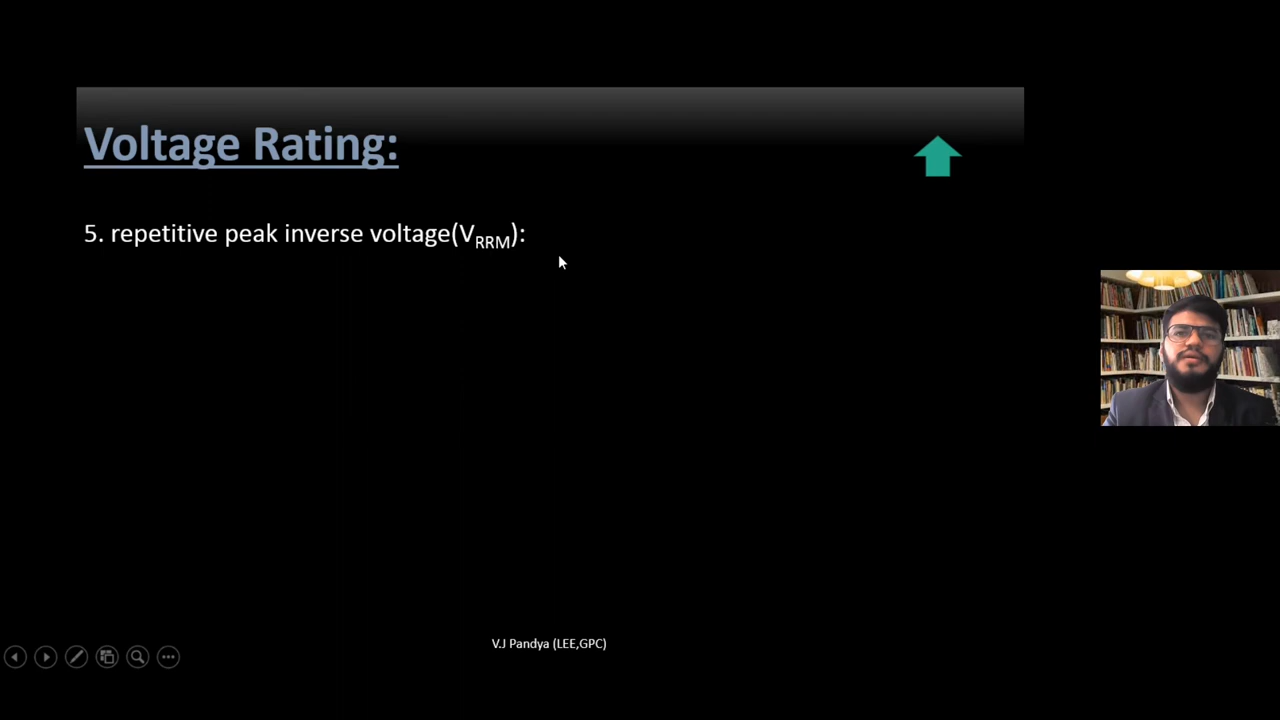 Voltage Rating:
5. repetitive peak inverse voltage(VRRM):
V.J Pandya (LEE,GPC)